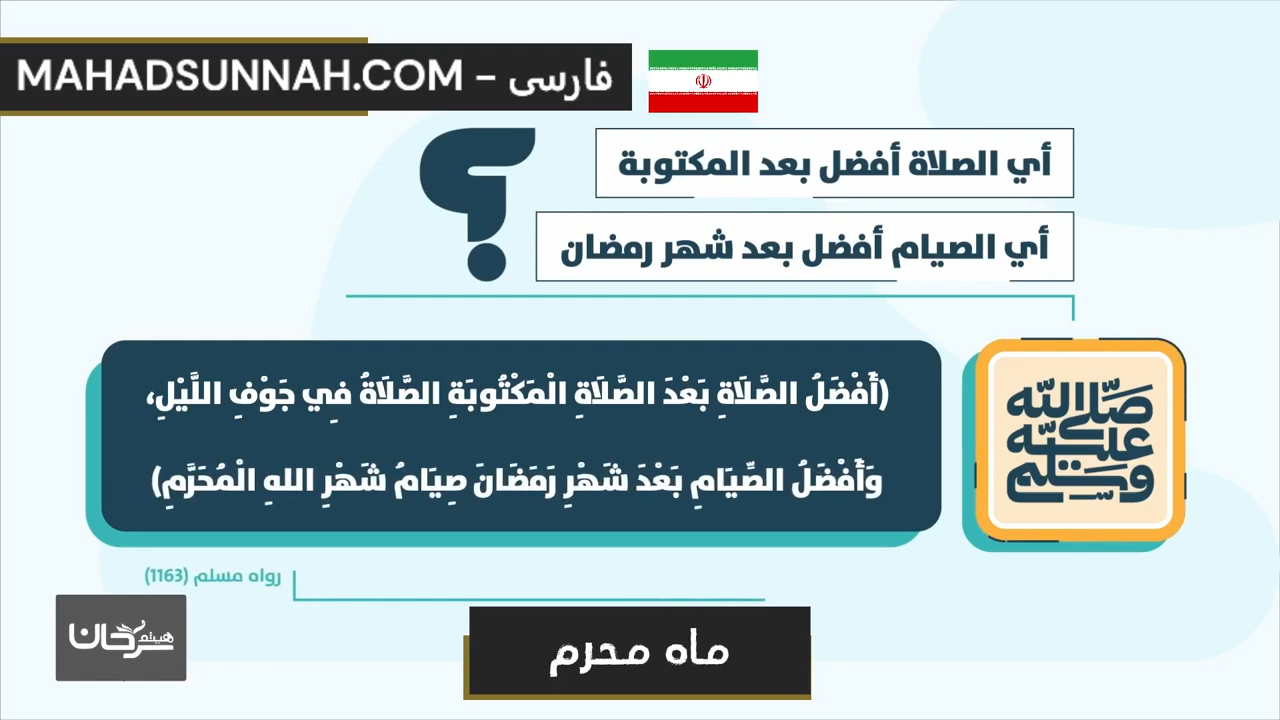 MAHADSUNNAH.COM - فارسی
أي الصلاة أفضل بعد المكتوبة
؟
أي الصيام أفضل بعد شهر رمضان
صلى الله عليه وسلم
(أَفْضَلُ الصَّلَاةِ بَعْدَ الصَّلَاةِ الْمَكْتُوبَةِ الصَّلَاةُ فِي جَوْفِ اللَّيْلِ،
وَأَفْضَلُ الصِّيَامِ بَعْدَ شَهْرِ رَمَضَانَ صِيَامُ شَهْرِ اللهِ الْمُحَرَّمِ)
رواه مسلم (1163)
هيثم سرحان
ماه محرم